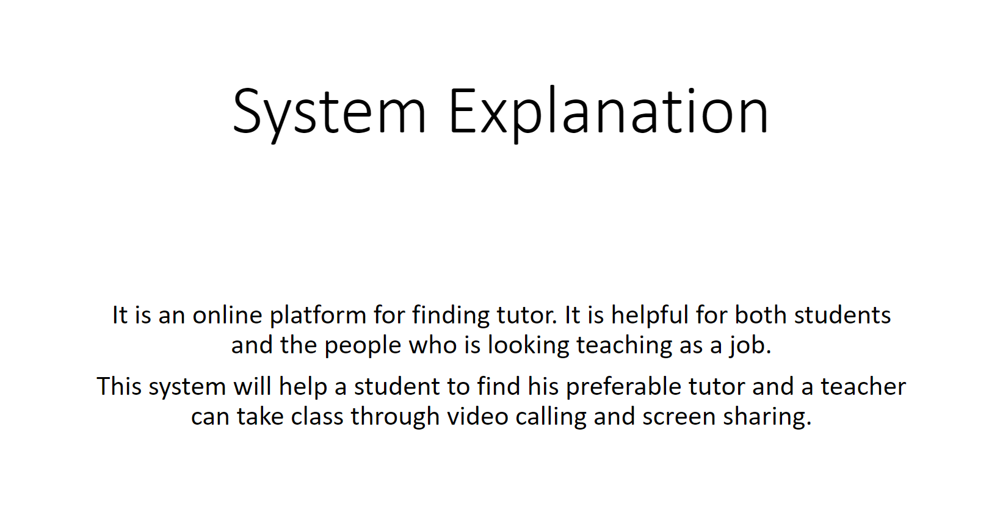 System Explanation
It is an online platform for finding tutor. It is helpful for both students
and the people who is looking teaching as a job.
This system will help a student to find his preferable tutor and a teacher
can take class through video calling and screen sharing.